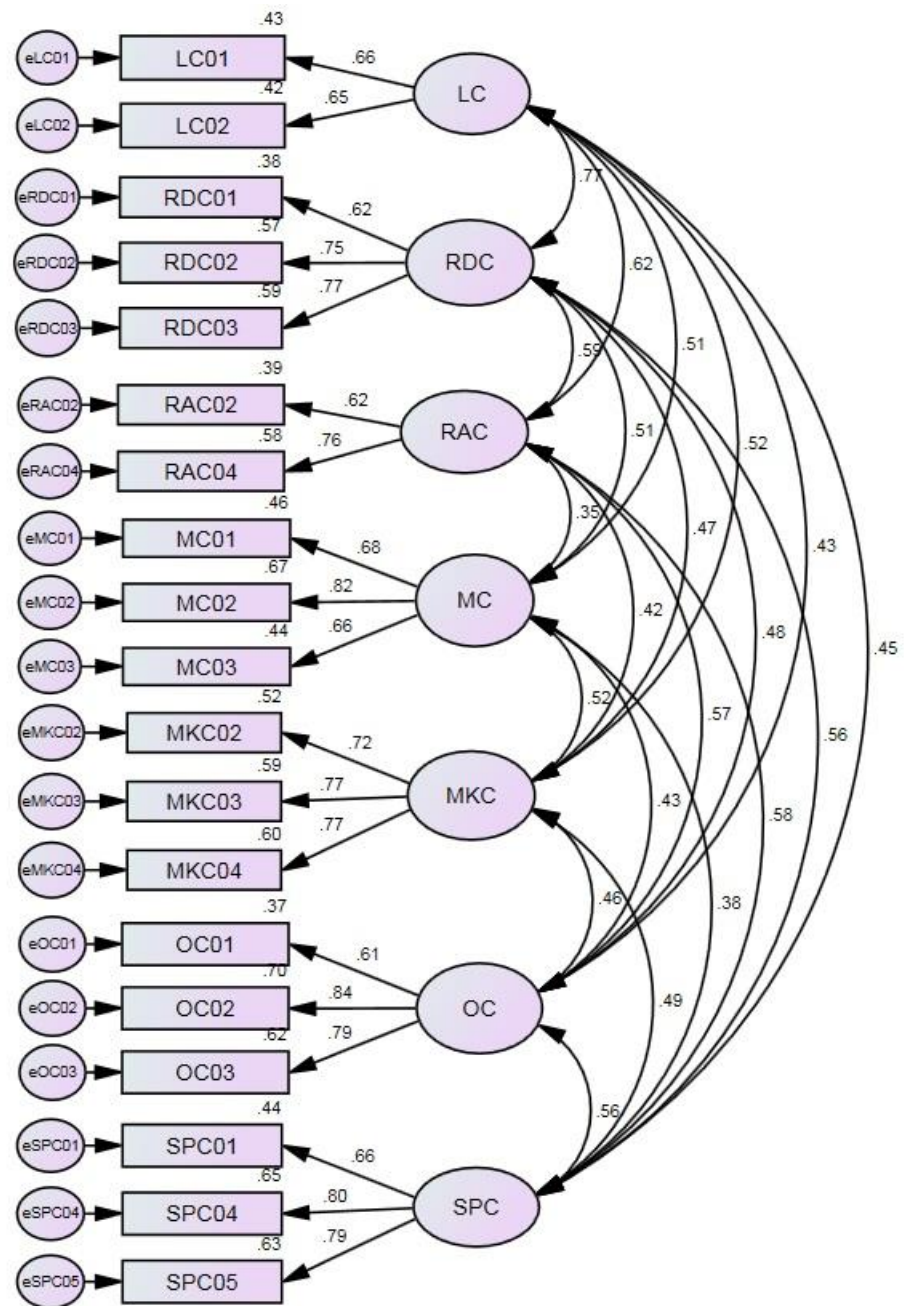 .43
eLC01 LC01 .66
LC
.42
eLC02 LC02 .65
.38
.77
eRDC01 RDC01 .62
.57
eRDC02 RDC02 .75 RDC
.62
.59
eRDC03 RDC03 .77
.51
.59
.39
eRAC02 RAC02 .62
RAC
.51
.52
.58
eRAC04 RAC04 .76
.46
.35
.47
.43
eMC01 MC01 .68
.67
eMC02 MC02 .82 MC
.42
.48
.44
.45
eMC03 MC03 .66
.52
.52
.57
.56
eMKC02 MKC02 .72
.59
eMKC03 MKC03 .77 MKC
.43
.58
.60
eMKC04 MKC04 .77
.37
.46
.38
eOC01 OC01 .61
.70
eOC02 OC02 .84 OC
.49
.62
eOC03 OC03 .79
.44
.56
eSPC01 SPC01 .66
.65
eSPC04 SPC04 .80 SPC
.63
eSPC05 SPC05 .79